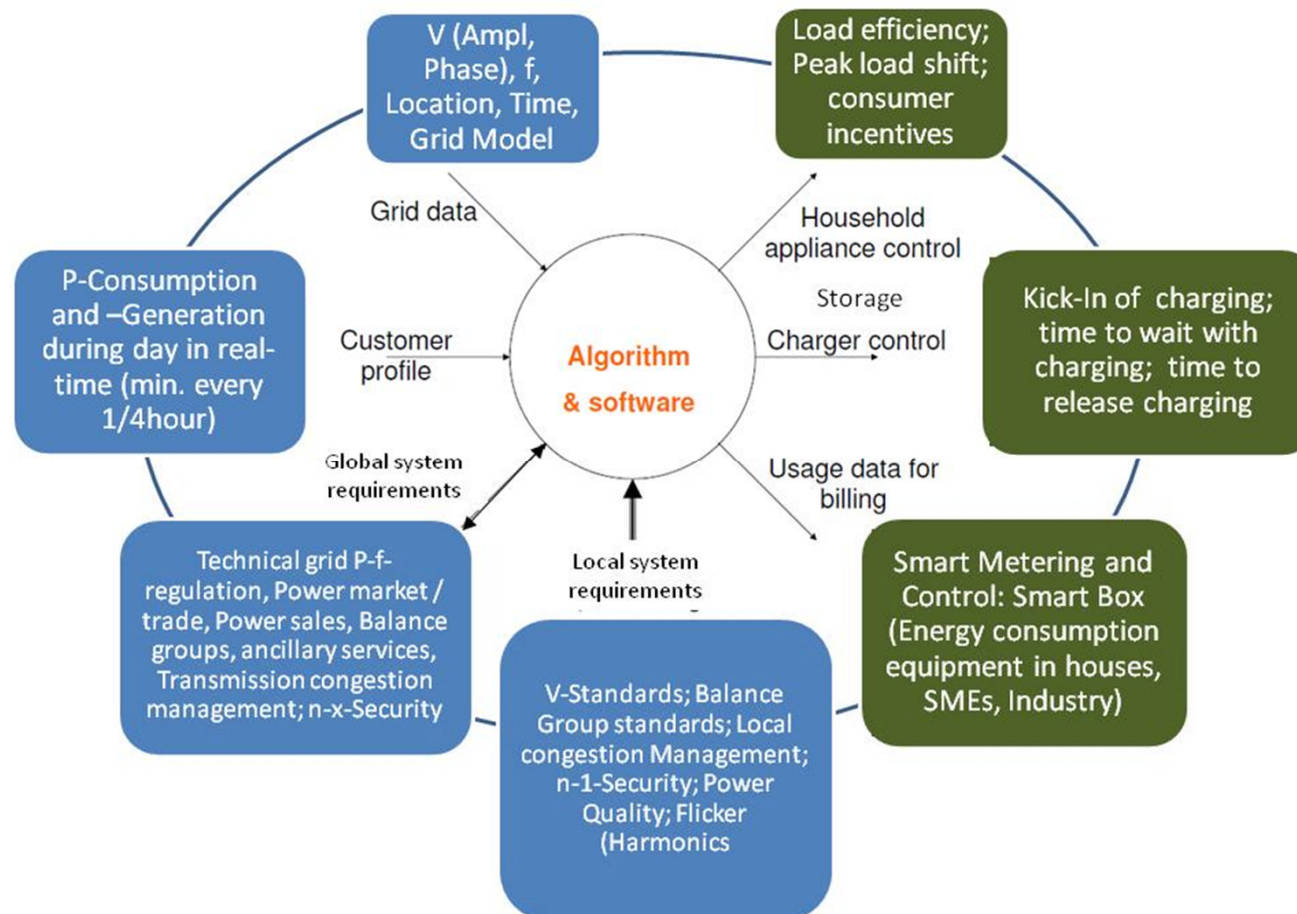 V (Ampl,
Phase), f,
Location, Time,
Grid Model
Load efficiency;
Peak load shift;
consumer
incentives
Grid data
Household
appliance control
P-Consumption
and –Generation
during day in real-
time (min. every
1/4hour)
Customer
profile
Algorithm
& software
Storage
Charger control
Kick-In of charging;
time to wait with
charging; time to
release charging
Global system
requirements
Usage data for
billing
Technical grid P-f-
regulation, Power market /
trade, Power sales, Balance
groups, ancillary services,
Transmission congestion
management; n-x-Security
Local system
requirements
Smart Metering and
Control: Smart Box
(Energy consumption
equipment in houses,
SMEs, Industry)
V-Standards; Balance
Group standards; Local
congestion Management;
n-1-Security; Power
Quality; Flicker
(Harmonics